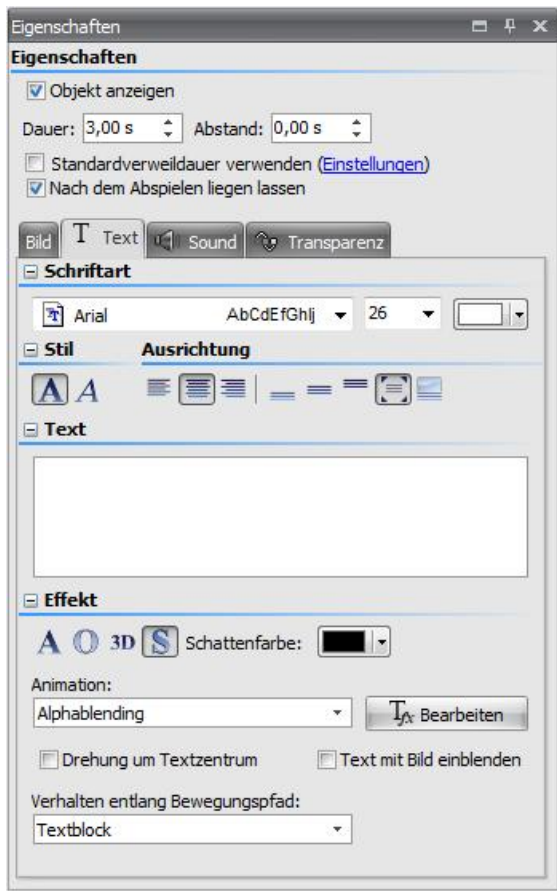 Eigenschaften
Eigenschaften
Objekt anzeigen
Dauer: 3,00 s Abstand: 0,00 s
Standardverweildauer verwenden (Einstellungen)
Nach dem Abspielen liegen lassen
Bild T Text Sound Transparenz
Schriftart
Arial AbCdEfGhIj 26
Stil Ausrichtung
A A
Text
Effekt
A O 3D S Schattenfarbe:
Animation:
Alphablending Tfx Bearbeiten
Drehung um Textzentrum Text mit Bild einblenden
Verhalten entlang Bewegungspfad:
Textblock